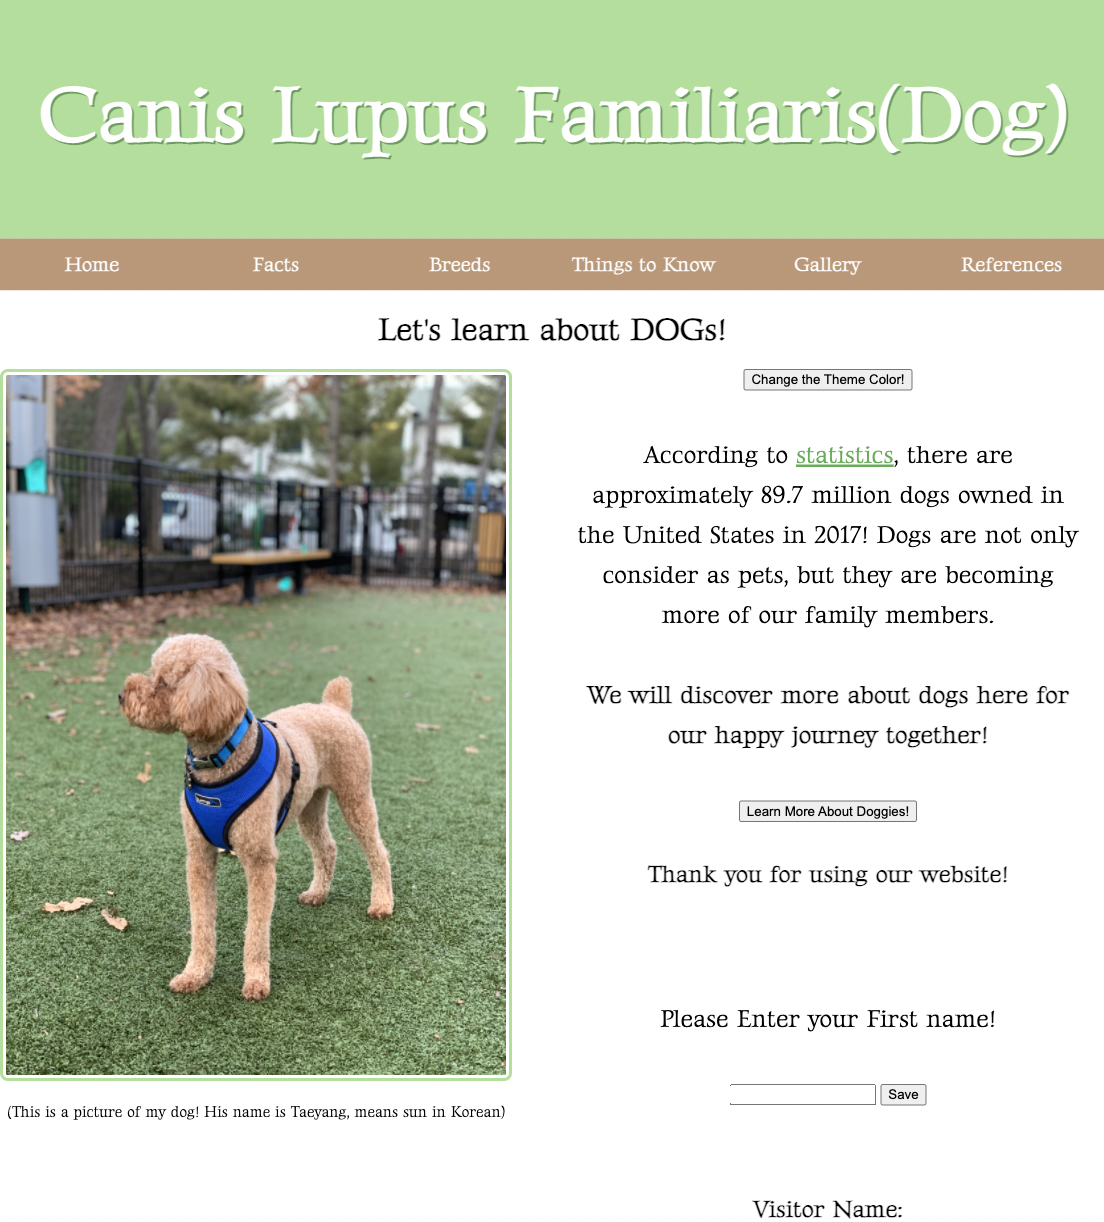 Canis Lupus Familiaris(Dog)
Home Facts Breeds Things to Know Gallery References
Let's learn about DOGs!
Change the Theme Color!
According to statistics, there are
approximately 89.7 million dogs owned in
the United States in 2017! Dogs are not only
consider as pets, but they are becoming
more of our family members.
We will discover more about dogs here for
our happy journey together!
Learn More About Doggies!
Thank you for using our website!
Please Enter your First name!
Save
(This is a picture of my dog! His name is Taeyang, means sun in Korean)
Visitor Name: